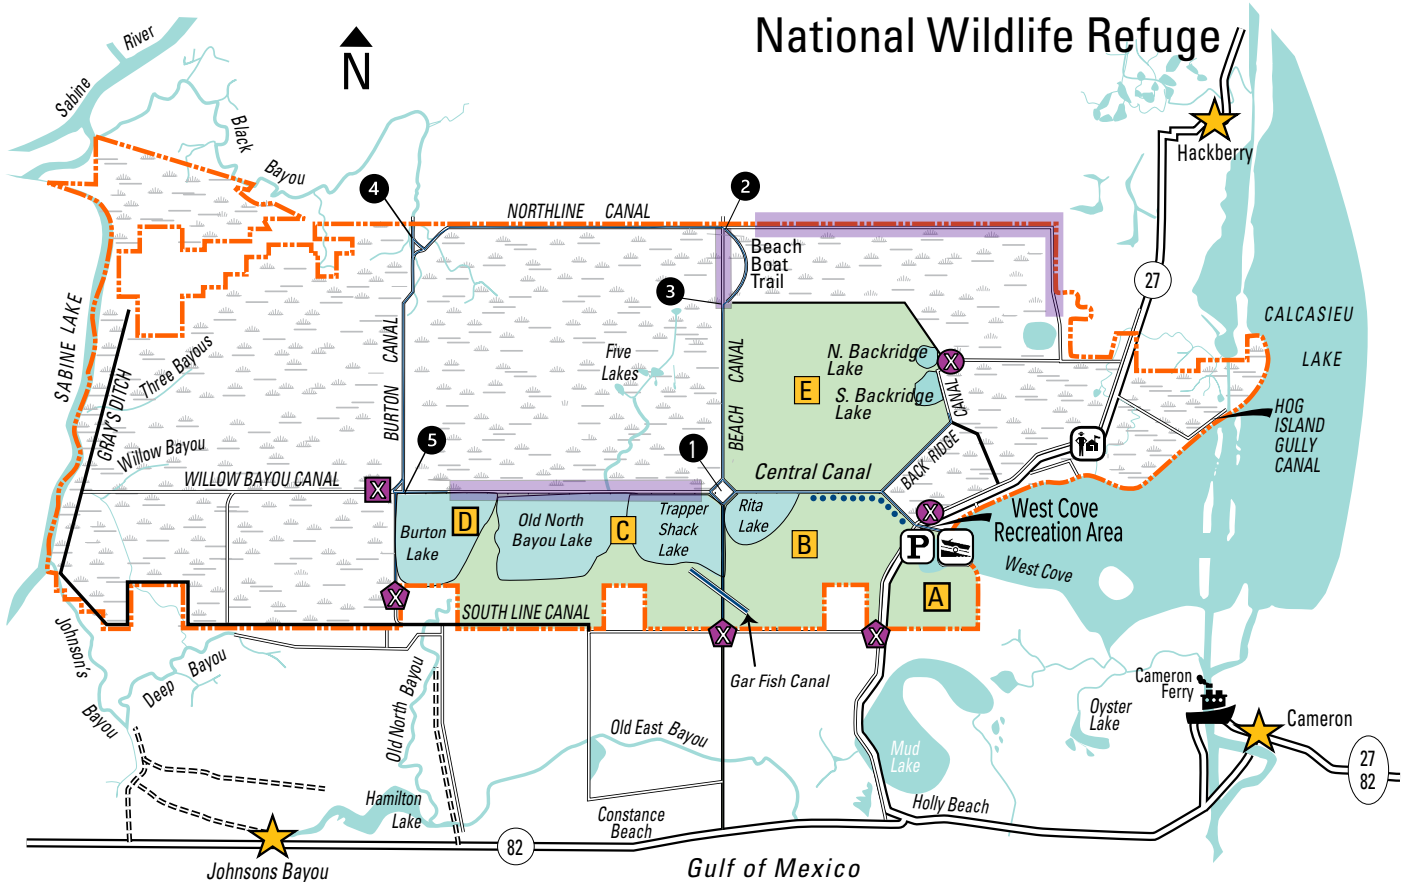 National Wildlife Refuge
River
Sabine
N
Black
Bayou
Hackberry
4
2
NORTHLINE CANAL
Beach
Boat
Trail
3
27
SABINE LAKE
CALCASIEU
LAKE
GRAY'S DITCH
Three Bayous
BURTON CANAL
Five
Lakes
BEACH CANAL
N. Backridge
Lake
S. Backridge
Lake
E
X
CANAL
BACK RIDGE
HOG
ISLAND
GULLY
CANAL
Willow Bayou
WILLOW BAYOU CANAL
X
5
1
Central Canal
Burton
Lake
D
Old North
Bayou Lake
C
Trapper
Shack
Lake
Rita
Lake
B
X
West Cove
Recreation Area
P
West Cove
A
X
SOUTH LINE CANAL
X
X
Gar Fish Canal
Johnson's
Bayou
Deep Bayou
Old North Bayou
Old East Bayou
Mud
Lake
Oyster
Lake
Cameron
Ferry
Cameron
27
82
Hamilton
Lake
Constance
Beach
Holly Beach
82
Johnsons Bayou
Gulf of Mexico